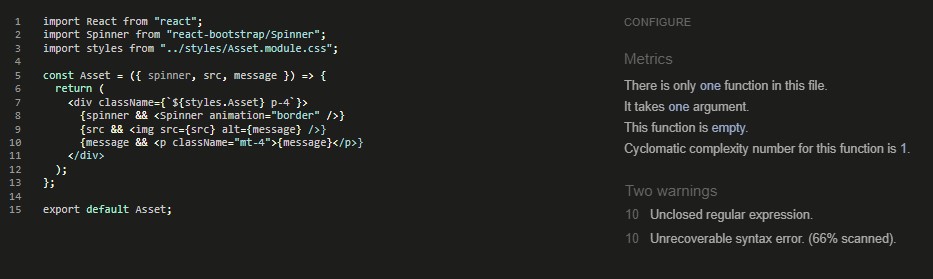 1 import React from "react";
2 import Spinner from "react-bootstrap/Spinner";
3 import styles from "../styles/Asset.module.css";
4
5 const Asset = ({ spinner, src, message }) => {
6 return (
7 <div className={`${styles.Asset} p-4`}>
8 {spinner && <Spinner animation="border" />}
9 {src && <img src={src} alt={message} />}
10 {message && <p className="mt-4">{message}</p>}
11 </div>
12 );
13 };
14
15 export default Asset;
CONFIGURE
Metrics
There is only one function in this file.
It takes one argument.
This function is empty.
Cyclomatic complexity number for this function is 1.
Two warnings
10 Unclosed regular expression.
10 Unrecoverable syntax error. (66% scanned).